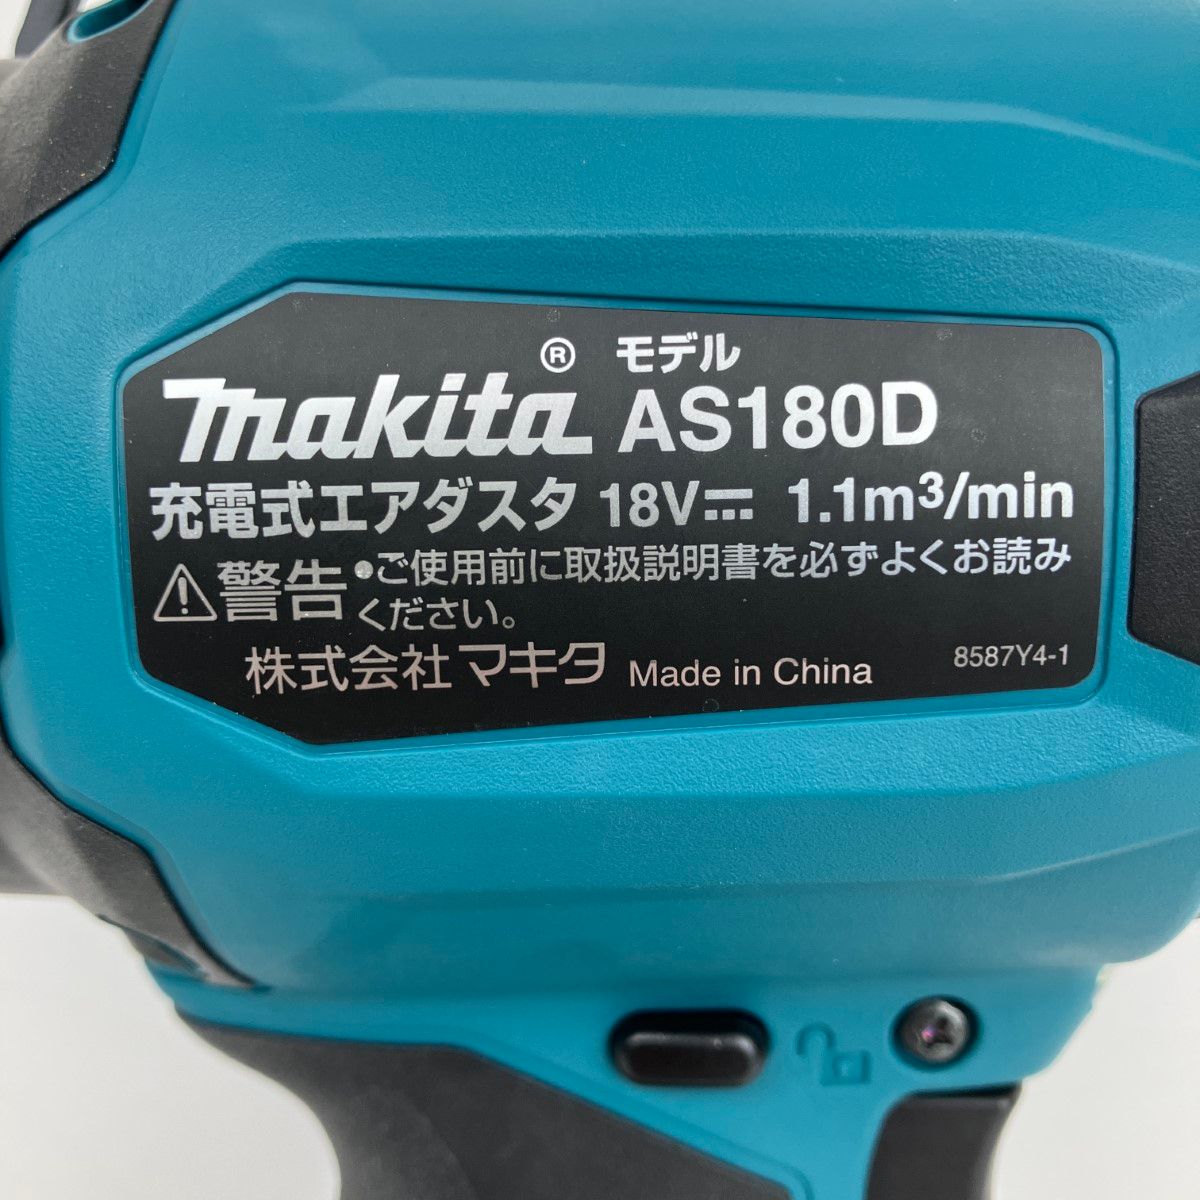 makita® モデル AS180D
充電式エアダスタ 18V⎓ 1.1m³/min
⚠警告 •ご使用前に取扱説明書を必ずよくお読み
ください。
株式会社マキタ Made in China 8587Y4-1